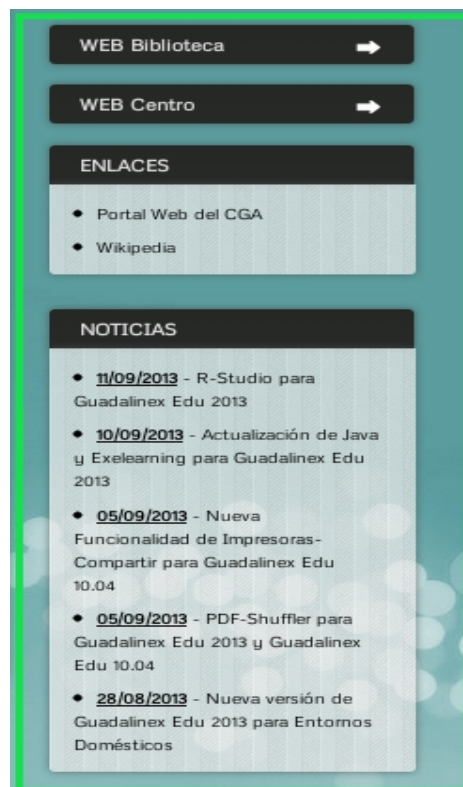 WEB Biblioteca
WEB Centro
ENLACES
Portal Web del CGA
Wikipedia
NOTICIAS
11/09/2013 - R-Studio para
Guadalinex Edu 2013
10/09/2013 - Actualización de Java
y Exelearning para Guadalinex Edu
2013
05/09/2013 - Nueva
Funcionalidad de Impresoras-
Compartir para Guadalinex Edu
10.04
05/09/2013 - PDF-Shuffler para
Guadalinex Edu 2013 y Guadalinex
Edu 10.04
28/08/2013 - Nueva versión de
Guadalinex Edu 2013 para Entornos
Domésticos